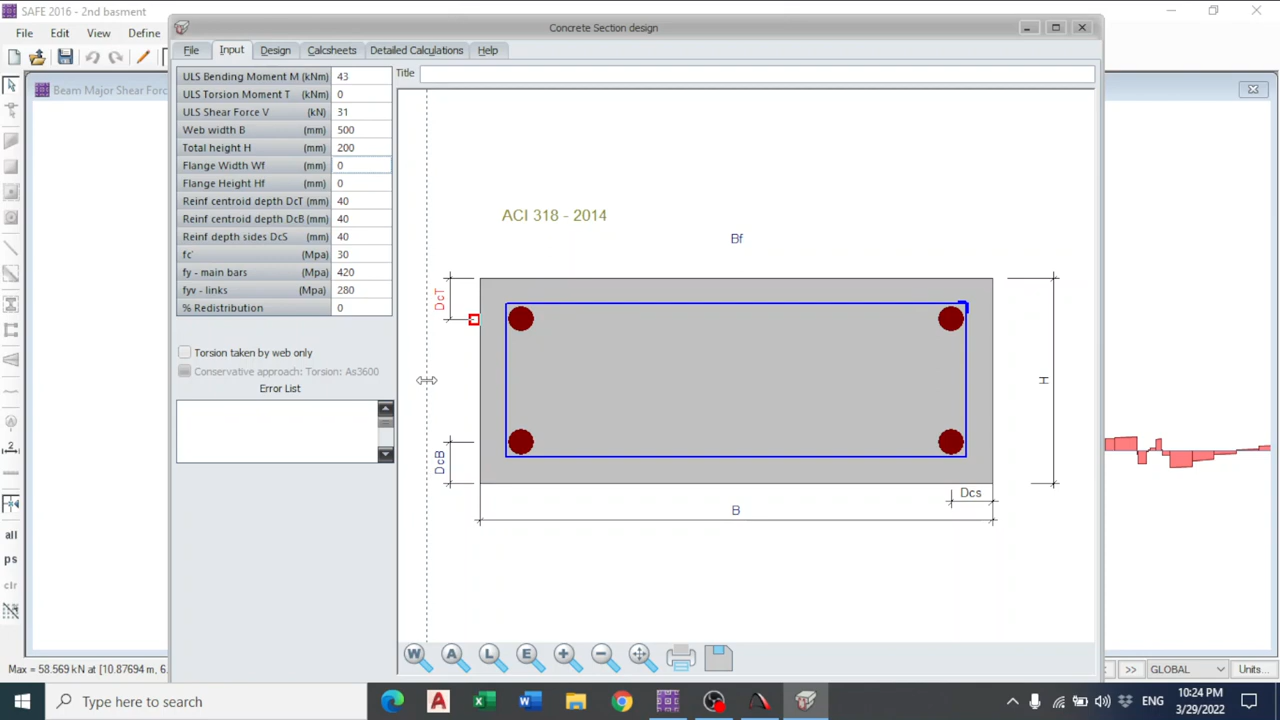 SAFE 2016 - 2nd basment
File Edit View Define
Beam Major Shear Forc
Concrete Section design
File Input Design Calcsheets Detailed Calculations Help
ULS Bending Moment M (kNm) 43
ULS Torsion Moment T (kNm) 0
ULS Shear Force V (kN) 31
Web width B (mm) 500
Total height H (mm) 200
Flange Width Wf (mm) 0
Flange Height Hf (mm) 0
Reinf centroid depth DcT (mm) 40
Reinf centroid depth DcB (mm) 40
Reinf depth sides DcS (mm) 40
fc' (Mpa) 30
fy - main bars (Mpa) 420
fyv - links (Mpa) 280
% Redistribution 0
Torsion taken by web only
Conservative approach: Torsion: As3600
Error List
Title
ACI 318 - 2014
Bf
DcT
H
DcB
Dcs
B
2
all
ps
clr
W A L E
Max = 58.569 kN at [10.87694 m, 6.
>> GLOBAL Units...
Type here to search
ENG
10:24 PM
3/29/2022